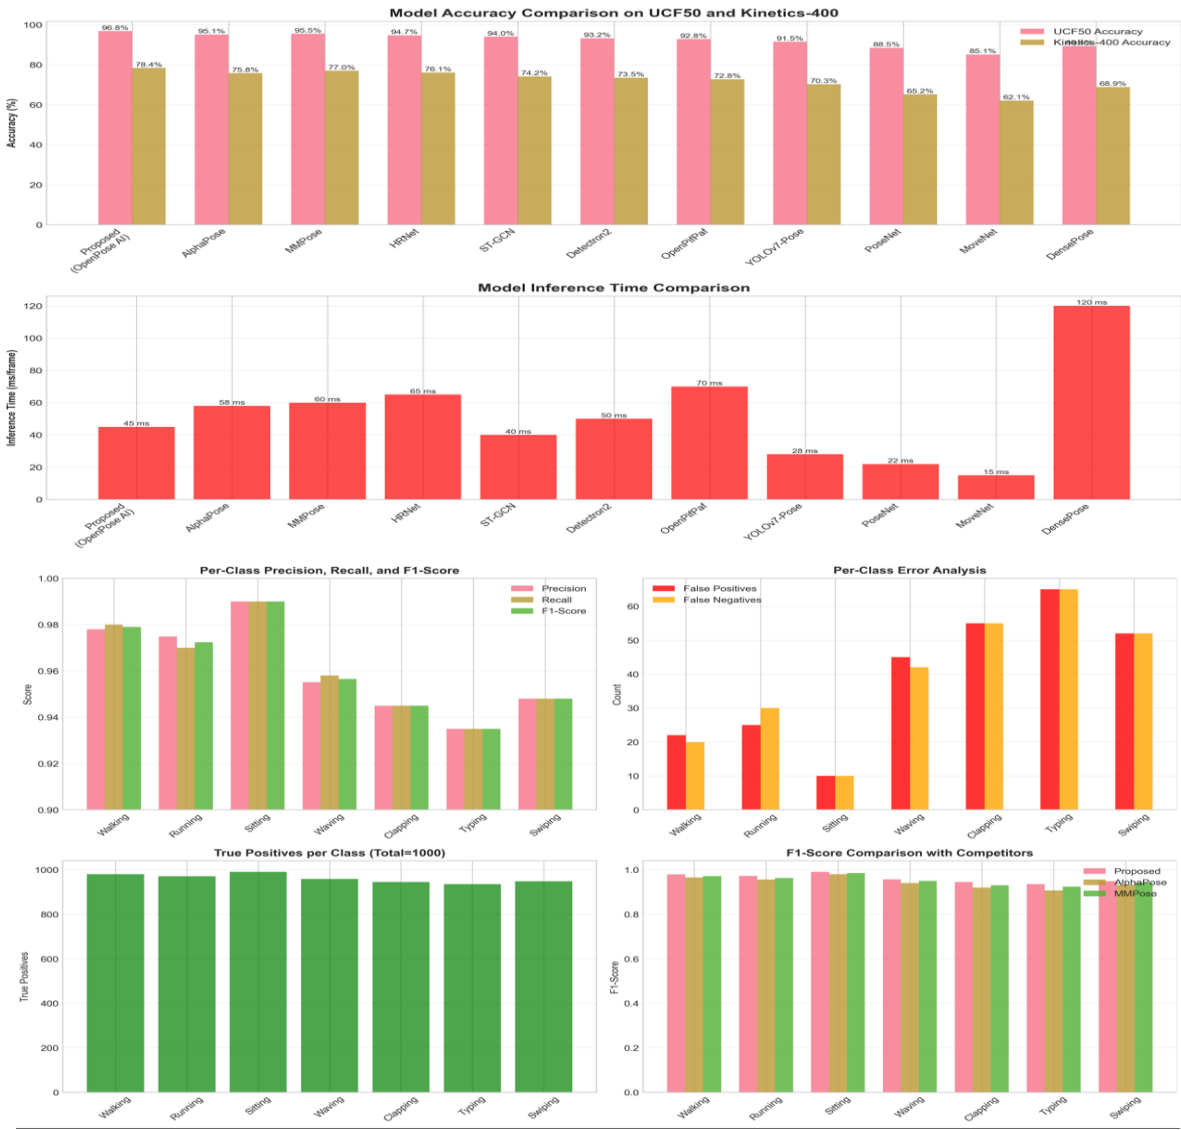 Model Accuracy Comparison on UCF50 and Kinetics-400
UCF50 Accuracy
Kinetics-400 Accuracy
Accuracy (%)
100
80
60
40
20
0
96.8%
78.4%
95.1%
75.8%
95.5%
77.0%
94.7%
76.1%
94.0%
74.2%
93.2%
73.5%
92.8%
72.8%
91.5%
70.3%
88.5%
65.2%
85.1%
62.1%
68.9%
Proposed
(OpenPose AI)
AlphaPose
MMPose
HRNet
ST-GCN
Detectron2
OpenPifPaf
YOLOv7-Pose
PoseNet
MoveNet
DensePose
Model Inference Time Comparison
Inference Time (ms/frame)
120
100
80
60
40
20
0
45 ms
58 ms
60 ms
65 ms
40 ms
50 ms
70 ms
28 ms
22 ms
15 ms
120 ms
Proposed
(OpenPose AI)
AlphaPose
MMPose
HRNet
ST-GCN
Detectron2
OpenPifPaf
YOLOv7-Pose
PoseNet
MoveNet
DensePose
Per-Class Precision, Recall, and F1-Score
Precision
Recall
F1-Score
Score
1.00
0.98
0.96
0.94
0.92
0.90
Walking
Running
Sitting
Waving
Clapping
Typing
Swiping
Per-Class Error Analysis
False Positives
False Negatives
Count
60
50
40
30
20
10
0
Walking
Running
Sitting
Waving
Clapping
Typing
Swiping
True Positives per Class (Total=1000)
True Positives
1000
800
600
400
200
0
Walking
Running
Sitting
Waving
Clapping
Typing
Swiping
F1-Score Comparison with Competitors
Proposed
AlphaPose
MMPose
F1-Score
1.0
0.8
0.6
0.4
0.2
0.0
Walking
Running
Sitting
Waving
Clapping
Typing
Swiping